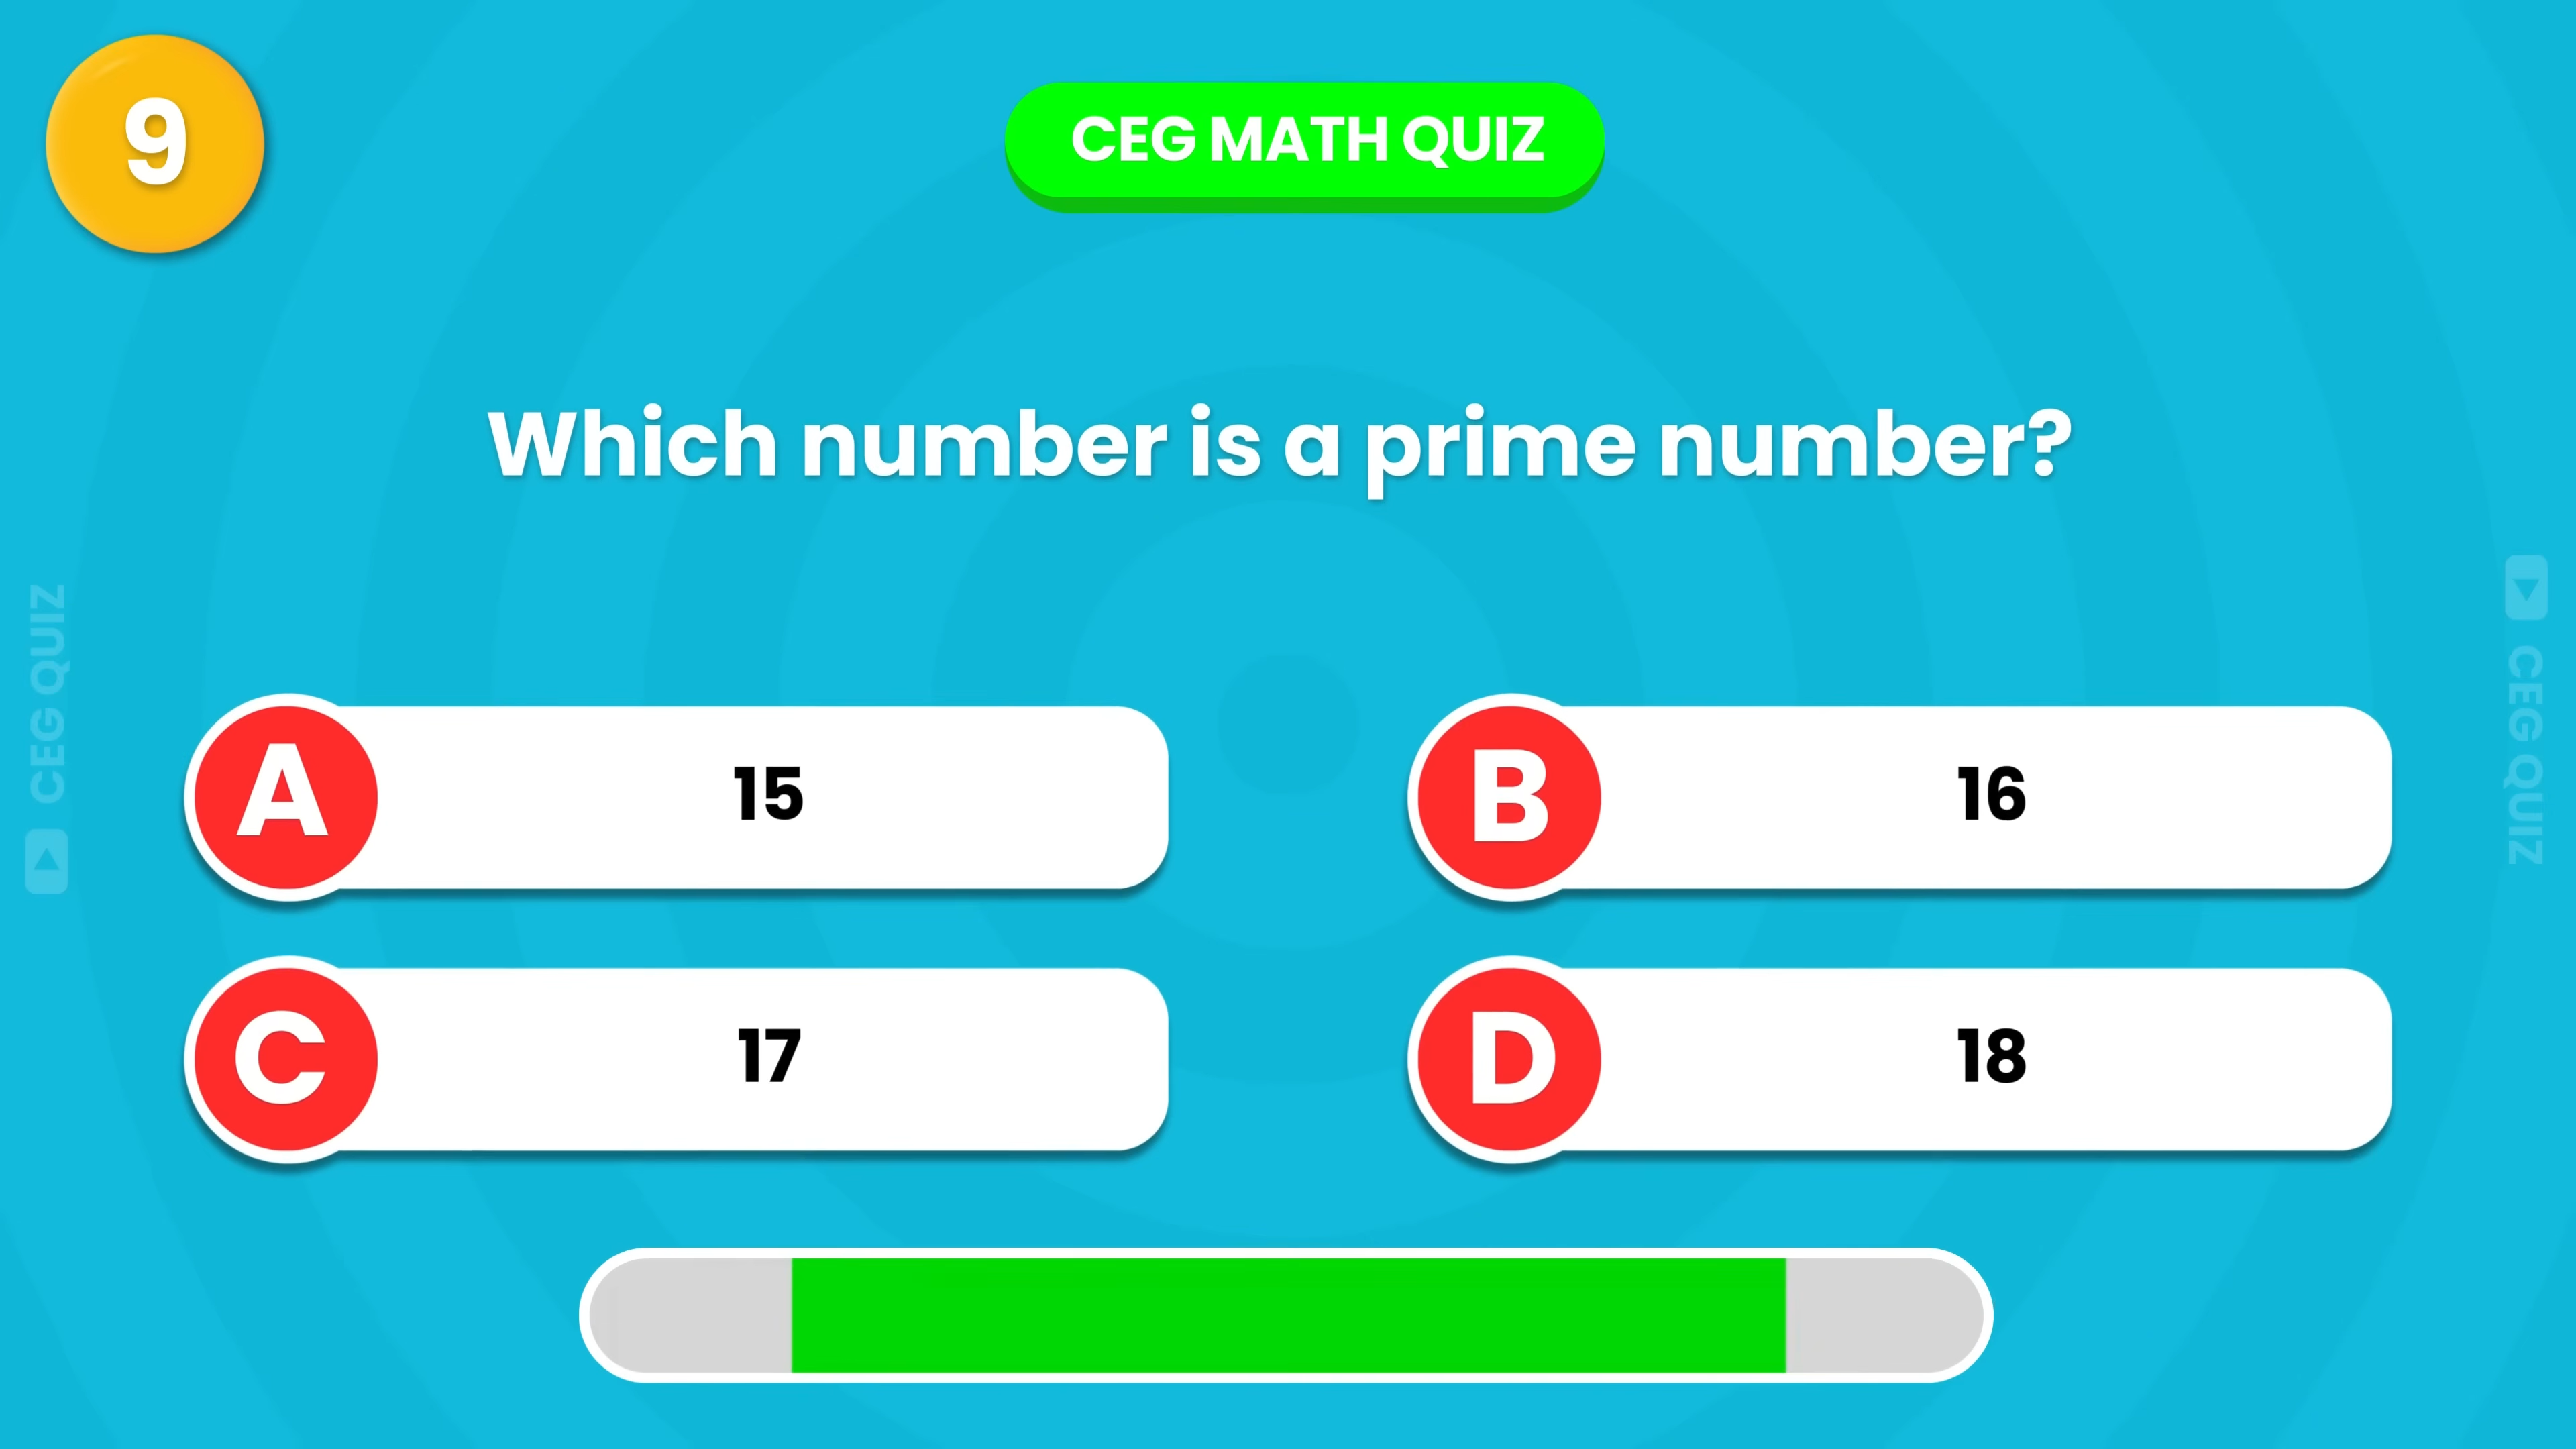 9
CEG MATH QUIZ
Which number is a prime number?
A 15
B 16
C 17
D 18
CEG QUIZ
CEG QUIZ